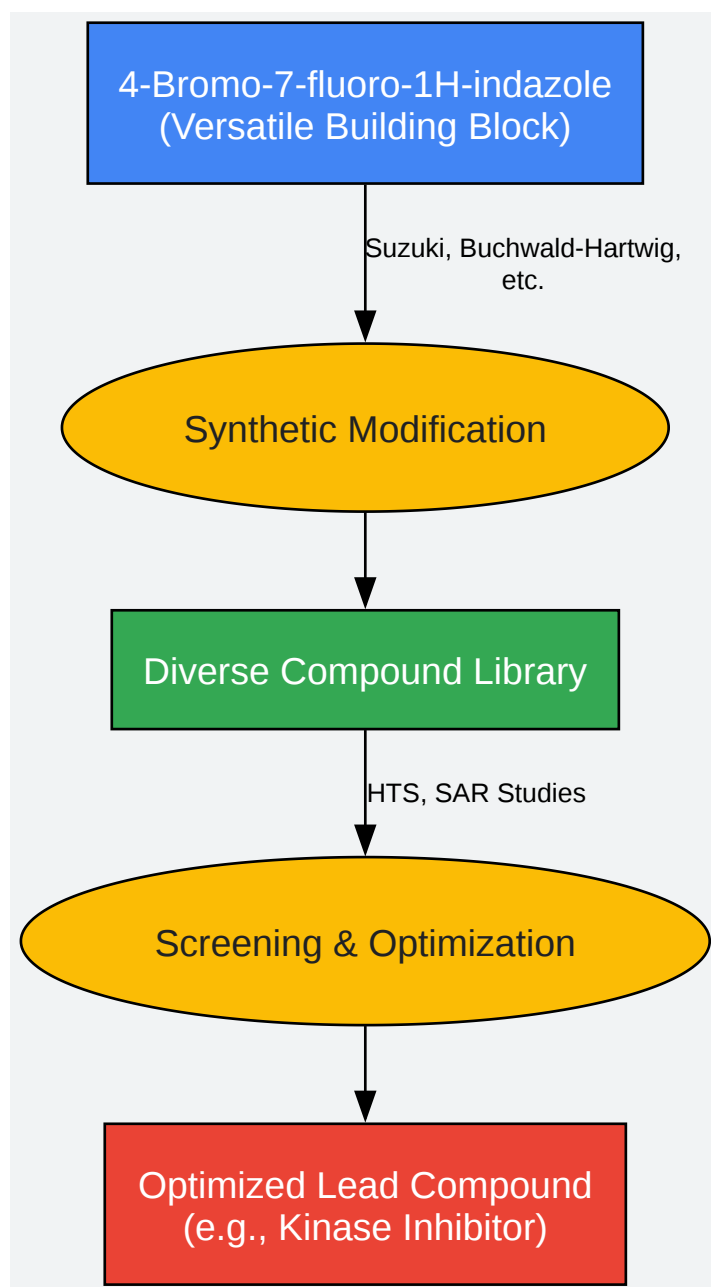 4-Bromo-7-fluoro-1H-indazole
(Versatile Building Block)
Suzuki, Buchwald-Hartwig,
etc.
Synthetic Modification
Diverse Compound Library
HTS, SAR Studies
Screening & Optimization
Optimized Lead Compound
(e.g., Kinase Inhibitor)